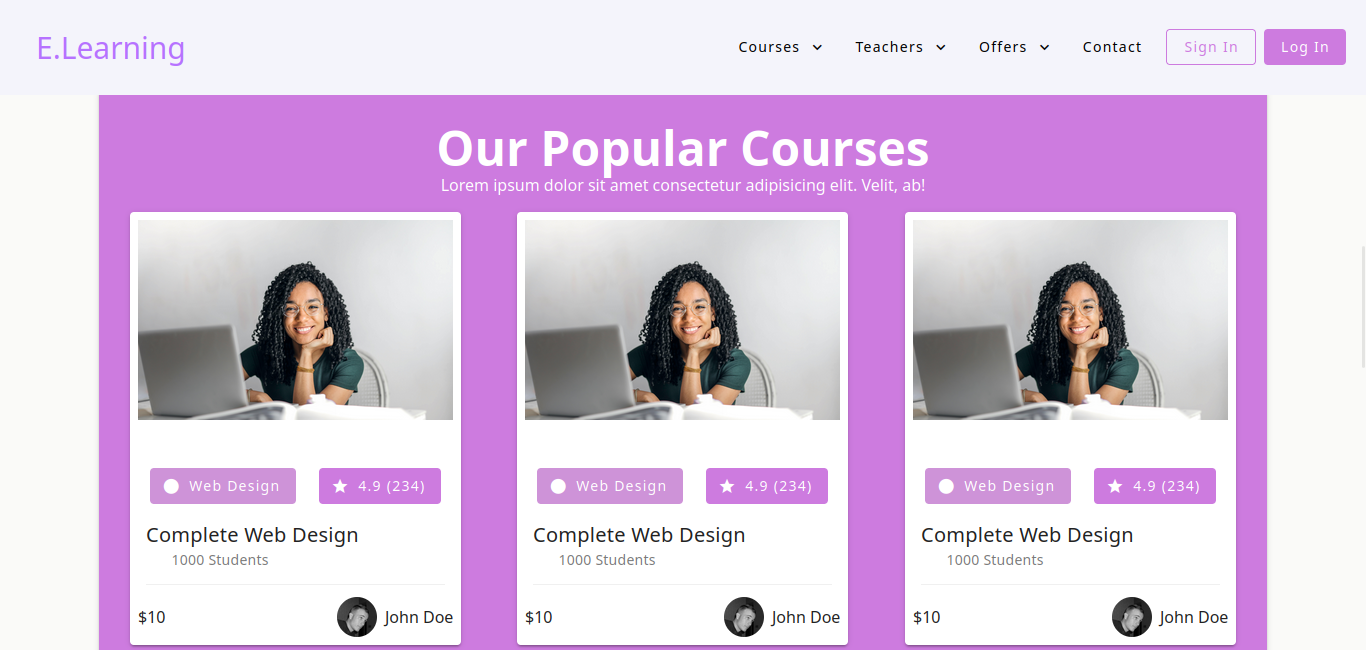 E.Learning
Courses Teachers Offers Contact Sign In Log In
Our Popular Courses
Lorem ipsum dolor sit amet consectetur adipisicing elit. Velit, ab!
Web Design 4.9 (234)
Complete Web Design
1000 Students
$10 John Doe
Web Design 4.9 (234)
Complete Web Design
1000 Students
$10 John Doe
Web Design 4.9 (234)
Complete Web Design
1000 Students
$10 John Doe